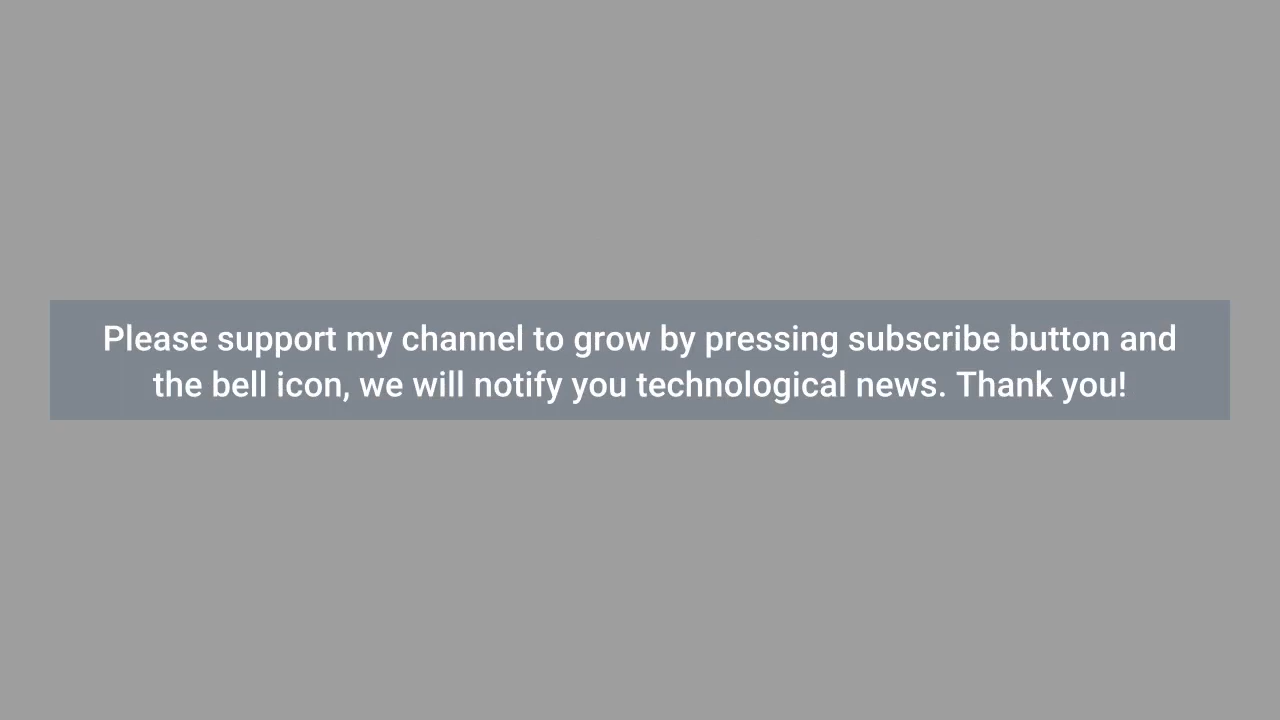 Please support my channel to grow by pressing subscribe button and
the bell icon, we will notify you technological news. Thank you!